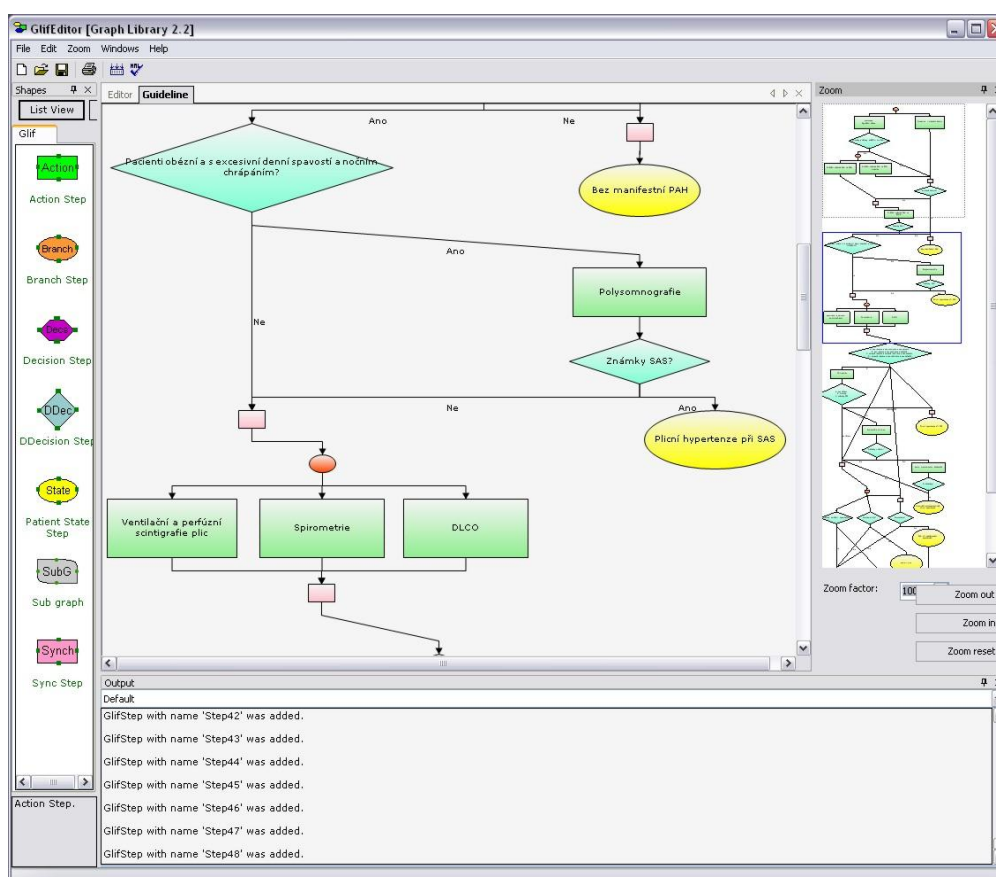 GlifEditor [Graph Library 2.2]
File Edit Zoom Windows Help
Shapes
List View
Glif
Action
Action Step
Branch
Branch Step
Deci
Decision Step
DDec
DDecision Step
State
Patient State
Step
SubG
Sub graph
Synch
Sync Step
Action Step.
Editor Guideline
Ano
Ne
Pacienti obézní a s excesivní denní spavostí a nočním
chrápáním?
Bez manifestní PAH
Ano
Polysomnografie
Ne
Známky SAS?
Ne
Ano
Plicní hypertenze při SAS
Ventilační a perfúzní
scintigrafie plic
Spirometrie
DLCO
Zoom
Zoom factor:
100
Zoom out
Zoom in
Zoom reset
Output
Default
GlifStep with name 'Step42' was added.
GlifStep with name 'Step43' was added.
GlifStep with name 'Step44' was added.
GlifStep with name 'Step45' was added.
GlifStep with name 'Step46' was added.
GlifStep with name 'Step47' was added.
GlifStep with name 'Step48' was added.